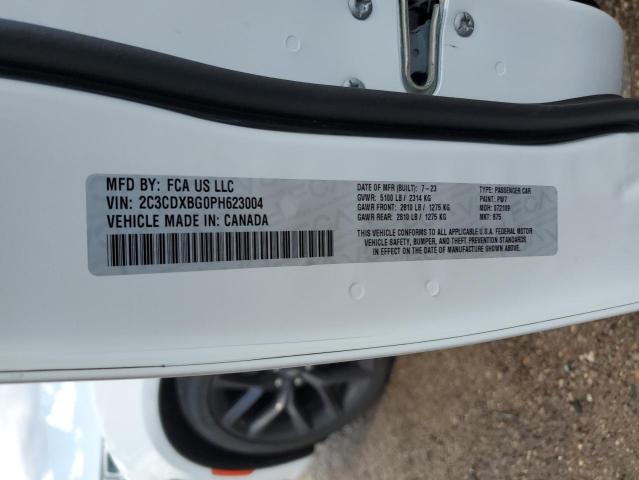 MFD BY: FCA US LLC
VIN: 2C3CDXBG0PH623004
VEHICLE MADE IN: CANADA
DATE OF MFR (BUILT): 7-23
GVWR: 5100 LB / 2314 KG
GAWR FRONT: 2810 LB / 1275 KG
GAWR REAR: 2810 LB / 1275 KG
TYPE: PASSENGER CAR
PAINT: PW7
MDH: 072109
MKT: 875
THIS VEHICLE CONFORMS TO ALL APPLICABLE U.S.A. FEDERAL MOTOR
VEHICLE SAFETY, BUMPER, AND THEFT PREVENTION STANDARDS
IN EFFECT ON THE DATE OF MANUFACTURE SHOWN ABOVE.